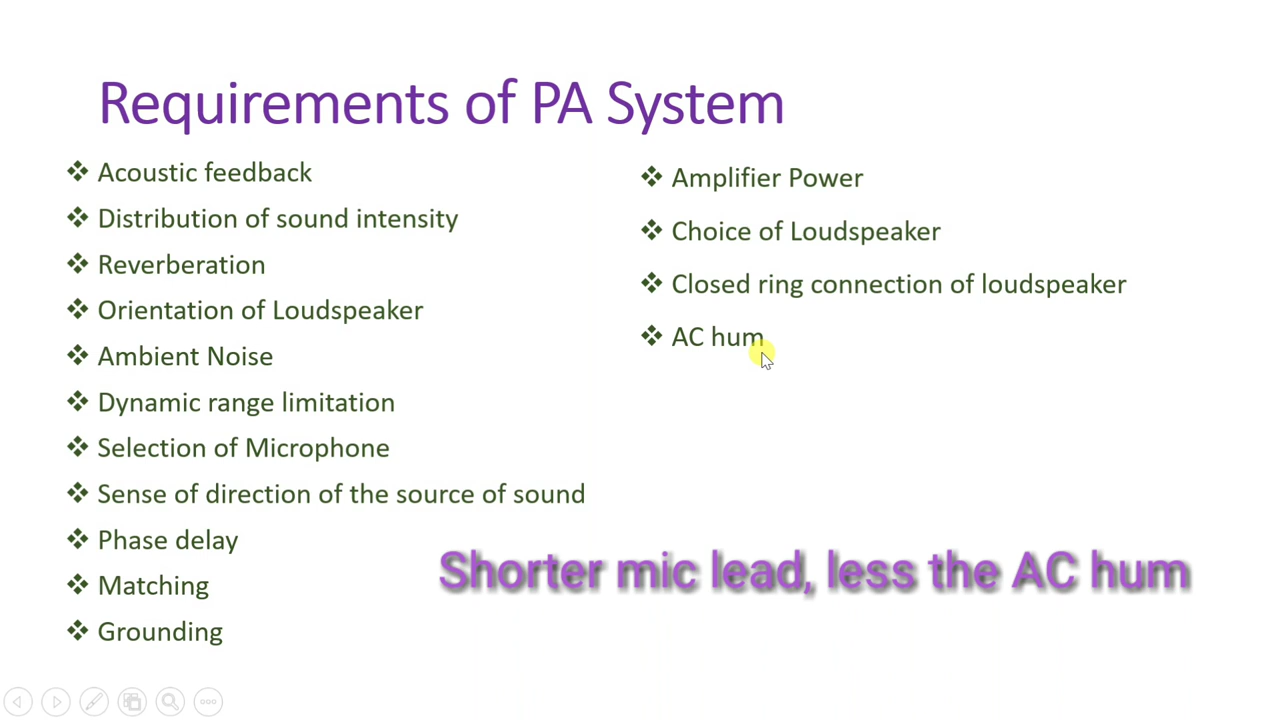 Requirements of PA System
❖ Acoustic feedback
❖ Distribution of sound intensity
❖ Reverberation
❖ Orientation of Loudspeaker
❖ Ambient Noise
❖ Dynamic range limitation
❖ Selection of Microphone
❖ Sense of direction of the source of sound
❖ Phase delay
❖ Matching
❖ Grounding
❖ Amplifier Power
❖ Choice of Loudspeaker
❖ Closed ring connection of loudspeaker
❖ AC hum
Shorter mic lead, less the AC hum